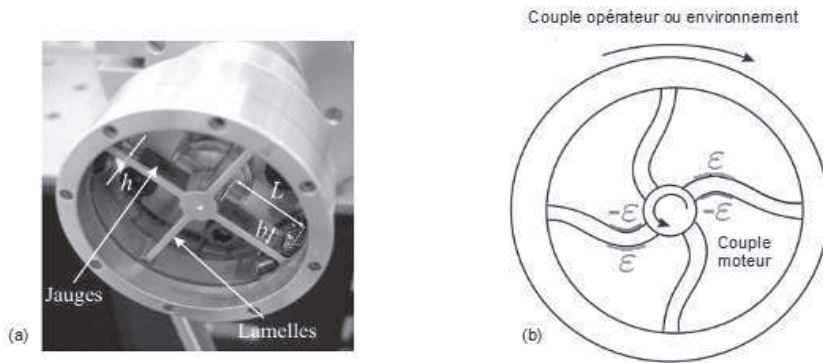 Couple opérateur ou environnement
h
L
b
Jauges
Lamelles
(a)
ε
-ε
-ε
ε
Couple
moteur
(b)